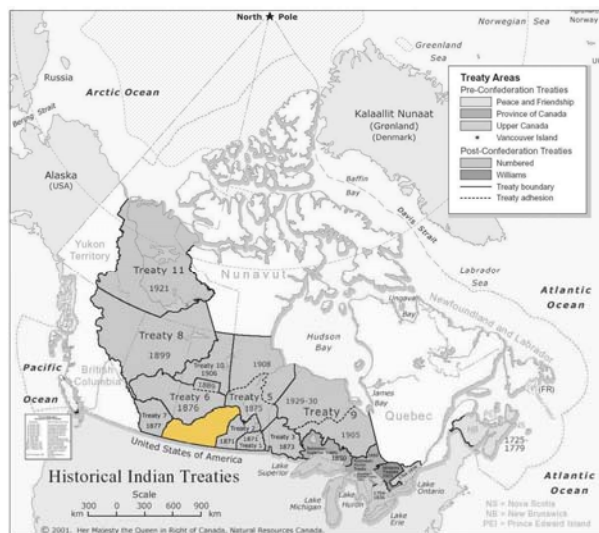 North Pole
Norwegian Sea
Norway
Greenland
Sea
Russia
Arctic Ocean
Kalaallit Nunaat
(Grønland)
(Denmark)
Treaty Areas
Pre-Confederation Treaties
Peace and Friendship
Province of Canada
Upper Canada
Vancouver Island
Post-Confederation Treaties
Numbered
Williams
Treaty boundary
Treaty adhesion
Bering Strait
Alaska
(USA)
Baffin
Bay
Davis Strait
Yukon
Territory
Treaty 11
1921
Nunavut
Labrador
Sea
Atlantic
Ocean
Ungava
Bay
Newfoundland and Labrador
Treaty 8
1899
Hudson
Bay
Pacific
Ocean
British
Columbia
Treaty 10
1906
1908
1889
Treaty 6
1876
Treaty 5
1875
1929-30
Treaty 9
1905
James
Bay
Quebec
(FR)
Treaty 7
1877
1871
1871
Treaty 1
Treaty 3
1873
1850
NB
1725-
1779
United States of America
Lake
Superior
Lake
Michigan
Lake
Huron
Lake
Ontario
Lake
Erie
Atlantic
Ocean
Historical Indian Treaties
Scale
300 0 300 600 900
km km
NS = Nova Scotia
NB = New Brunswick
PEI = Prince Edward Island
© 2001. Her Majesty the Queen in Right of Canada, Natural Resources Canada.